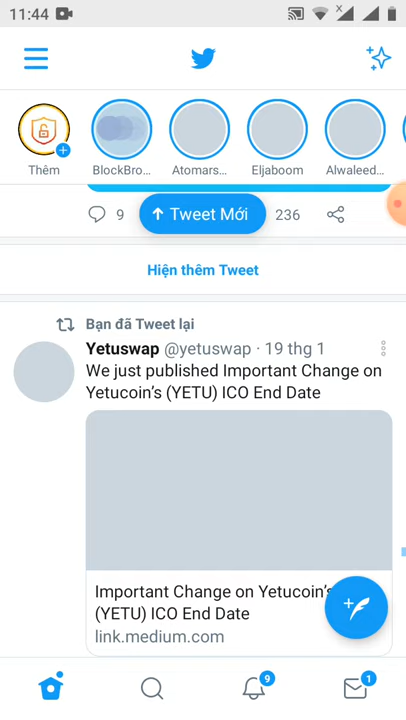 11:44
Thêm
BlockBro...
Atomars...
Eljaboom
Alwaleed...
9
Tweet Mới
236
Hiện thêm Tweet
Bạn đã Tweet lại
Yetuswap @yetuswap · 19 thg 1
We just published Important Change on
Yetucoin's (YETU) ICO End Date
Important Change on Yetucoin's
(YETU) ICO End Date
link.medium.com
9
1